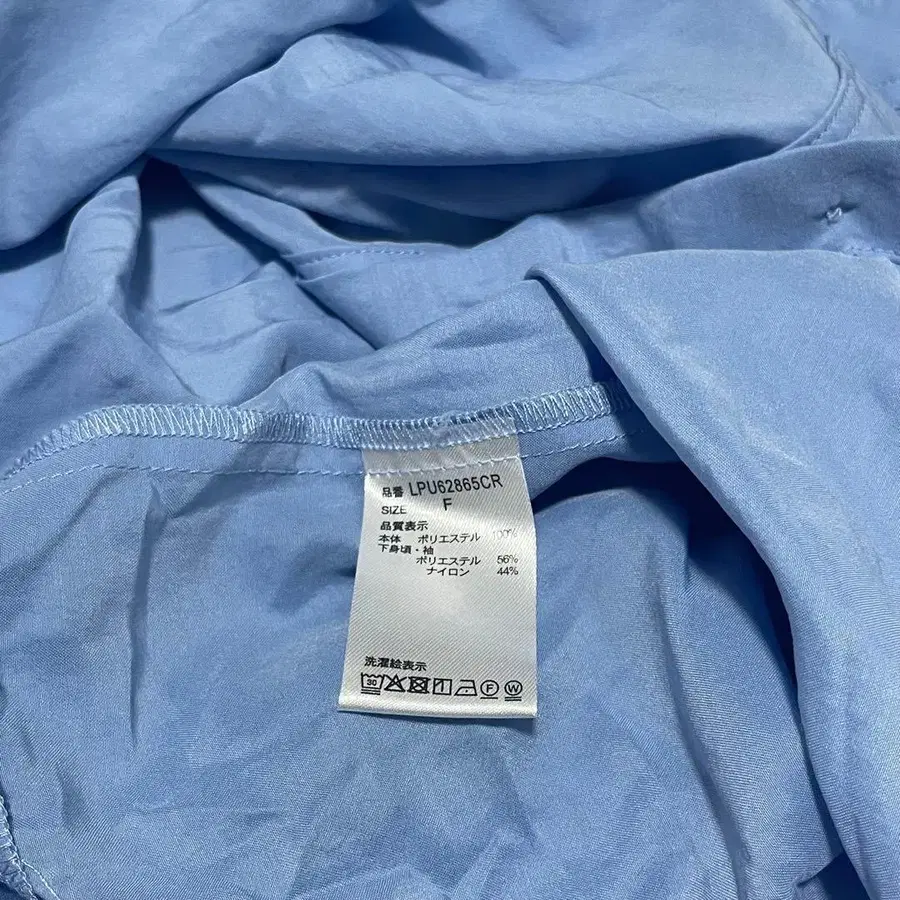 品番 LPU62865CR
SIZE F
品質表示
本体 ポリエステル 100%
下身頃・袖
ポリエステル 56%
ナイロン 44%
洗濯絵表示
30 F W